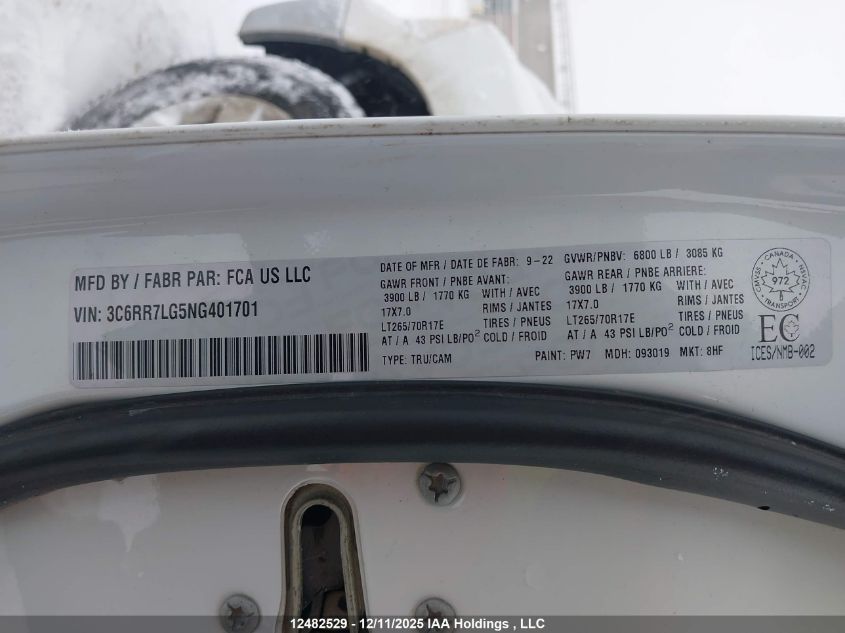 MFD BY / FABR PAR: FCA US LLC
VIN: 3C6RR7LG5NG401701
DATE OF MFR / DATE DE FABR: 9-22 GVWR/PNBV: 6800 LB / 3085 KG
GAWR FRONT / PNBE AVANT: GAWR REAR / PNBE ARRIERE:
3900 LB / 1770 KG WITH / AVEC 3900 LB / 1770 KG WITH / AVEC
17X7.0 RIMS / JANTES 17X7.0 RIMS / JANTES
LT265/70R17E TIRES / PNEUS LT265/70R17E TIRES / PNEUS
AT / A 43 PSI LB/PO² COLD / FROID AT / A 43 PSI LB/PO² COLD / FROID
TYPE: TRU/CAM PAINT: PW7 MDH: 093019 MKT: 8HF
CANADA
CMVSS
NSVAC
972
TRANSPORT
EC
ICES/NMB-002
12482529 - 12/11/2025 IAA Holdings , LLC